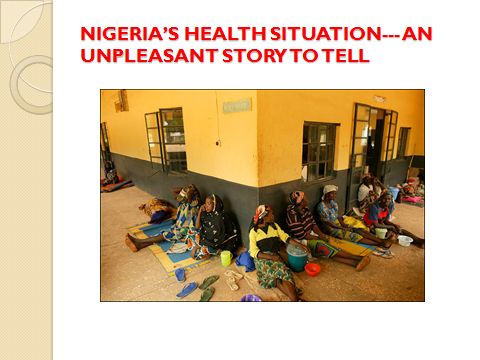 NIGERIA'S HEALTH SITUATION---AN
UNPLEASANT STORY TO TELL